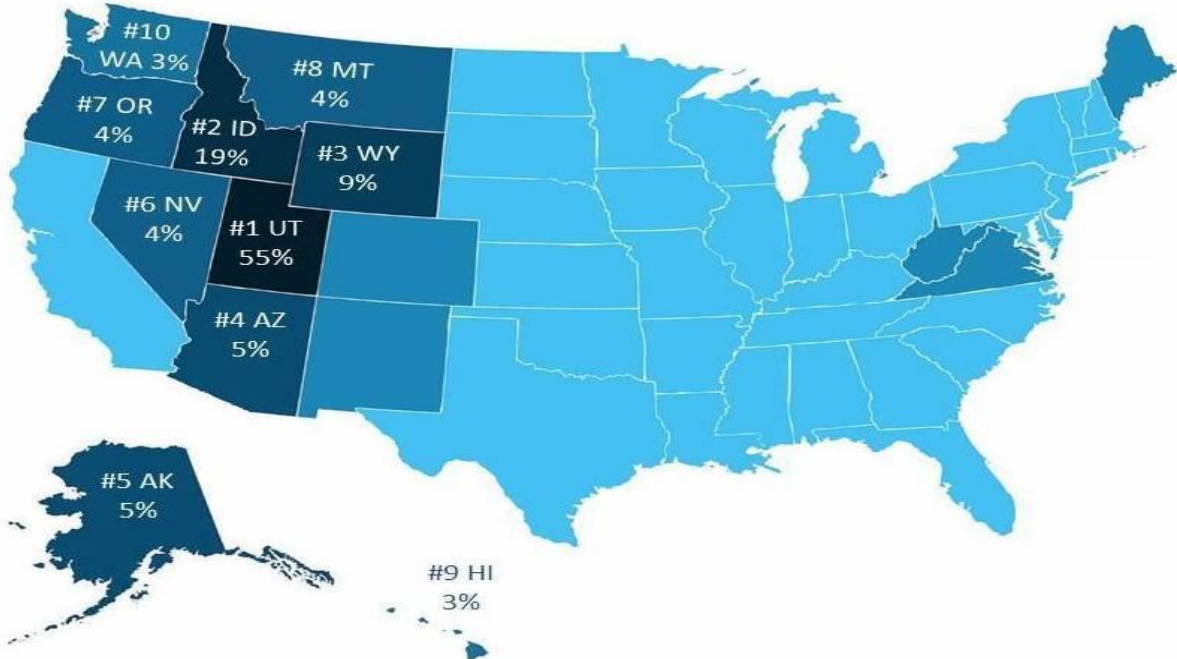 #10
WA 3%
#8 MT
4%
#7 OR
4%
#2 ID
19%
#3 WY
9%
#6 NV
4%
#1 UT
55%
#4 AZ
5%
#5 AK
5%
#9 HI
3%